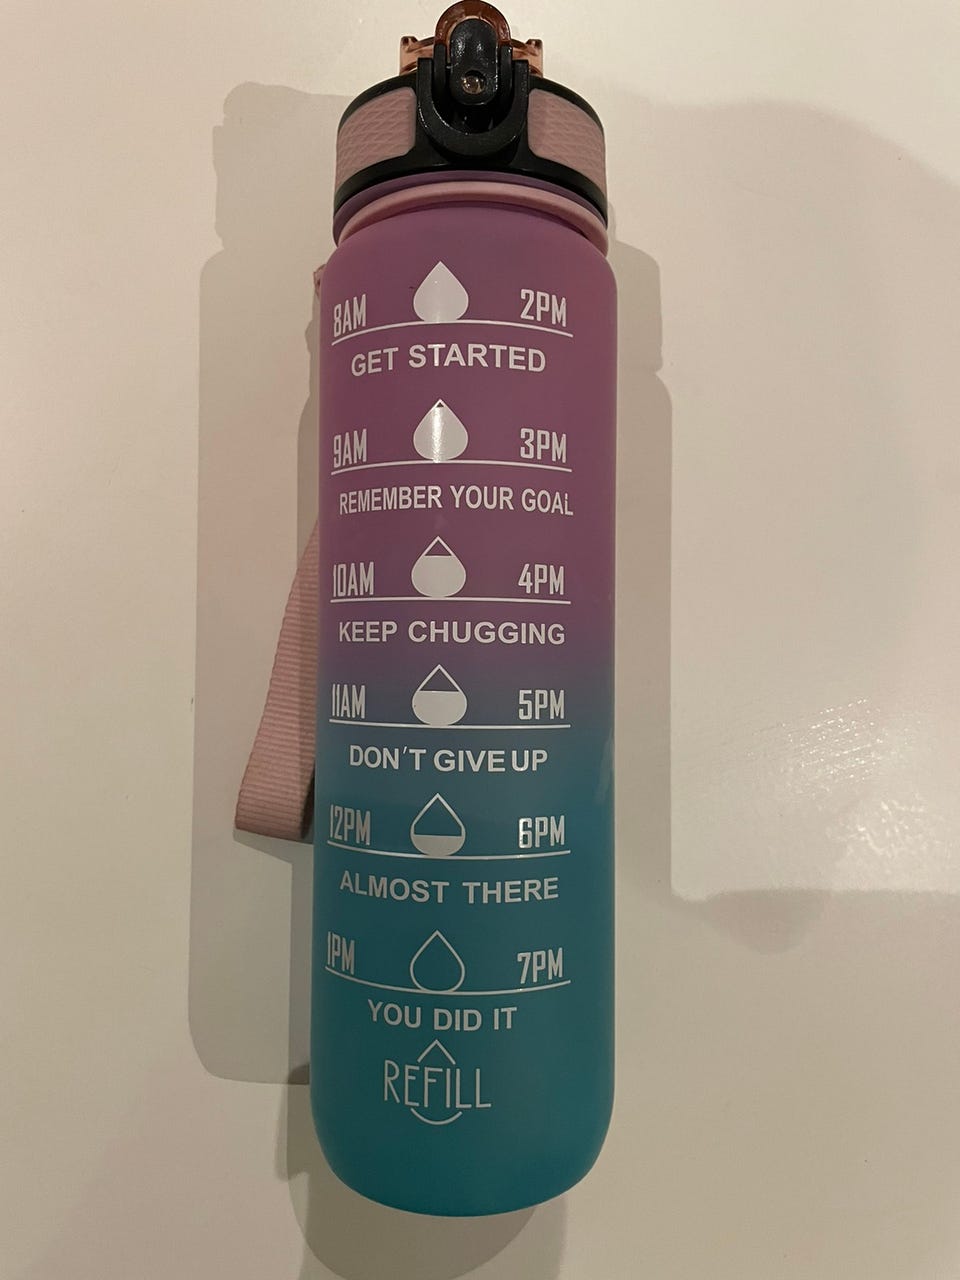 8AM 2PM
GET STARTED
9AM 3PM
REMEMBER YOUR GOAL
10AM 4PM
KEEP CHUGGING
11AM 5PM
DON'T GIVE UP
12PM 6PM
ALMOST THERE
1PM 7PM
YOU DID IT
REFILL